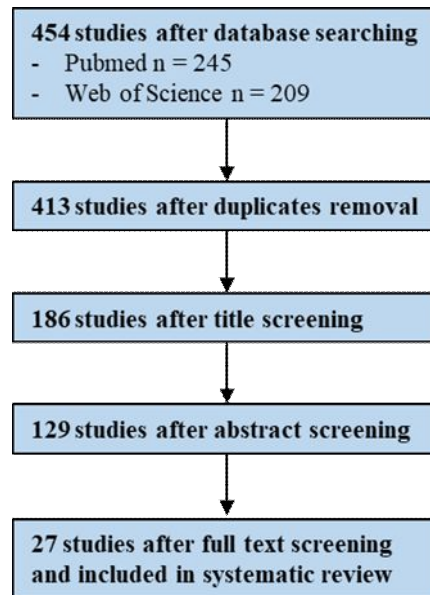 454 studies after database searching
- Pubmed n = 245
- Web of Science n = 209
413 studies after duplicates removal
186 studies after title screening
129 studies after abstract screening
27 studies after full text screening
and included in systematic review